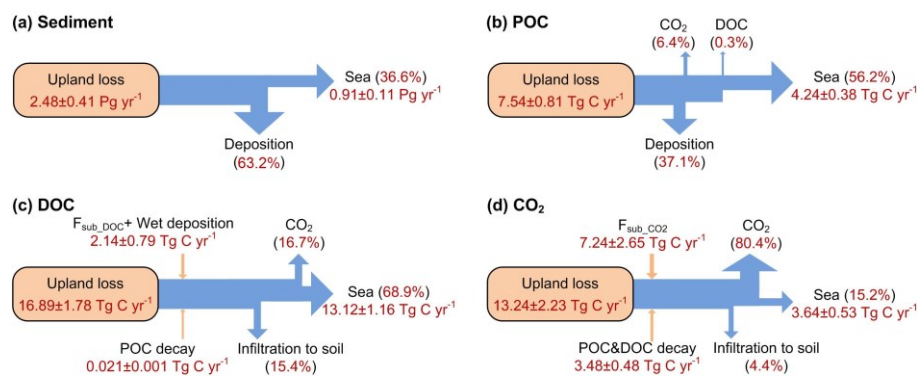 (a) Sediment
Upland loss
2.48±0.41 Pg yr⁻¹
Sea (36.6%)
0.91±0.11 Pg yr⁻¹
Deposition
(63.2%)
(b) POC
CO₂
(6.4%)
DOC
(0.3%)
Upland loss
7.54±0.81 Tg C yr⁻¹
Sea (56.2%)
4.24±0.38 Tg C yr⁻¹
Deposition
(37.1%)
(c) DOC
F_sub_DOC+ Wet deposition
2.14±0.79 Tg C yr⁻¹
CO₂
(16.7%)
Upland loss
16.89±1.78 Tg C yr⁻¹
Sea (68.9%)
13.12±1.16 Tg C yr⁻¹
POC decay
0.021±0.001 Tg C yr⁻¹
Infiltration to soil
(15.4%)
(d) CO₂
F_sub_CO2
7.24±2.65 Tg C yr⁻¹
CO₂
(80.4%)
Upland loss
13.24±2.23 Tg C yr⁻¹
Sea (15.2%)
3.64±0.53 Tg C yr⁻¹
POC&DOC decay
3.48±0.48 Tg C yr⁻¹
Infiltration to soil
(4.4%)